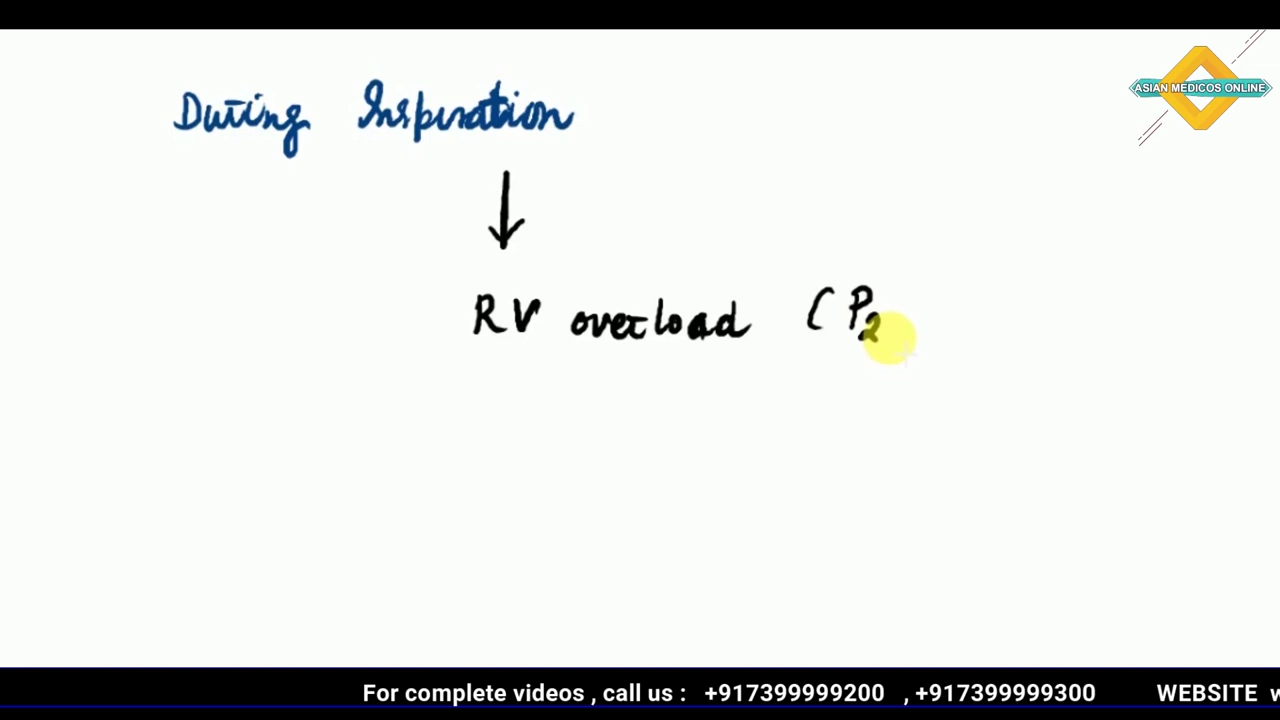 ASIAN MEDICOS ONLINE
During Inspiration
RV overload (P2
For complete videos , call us : +917399999200 , +917399999300 WEBSITE w